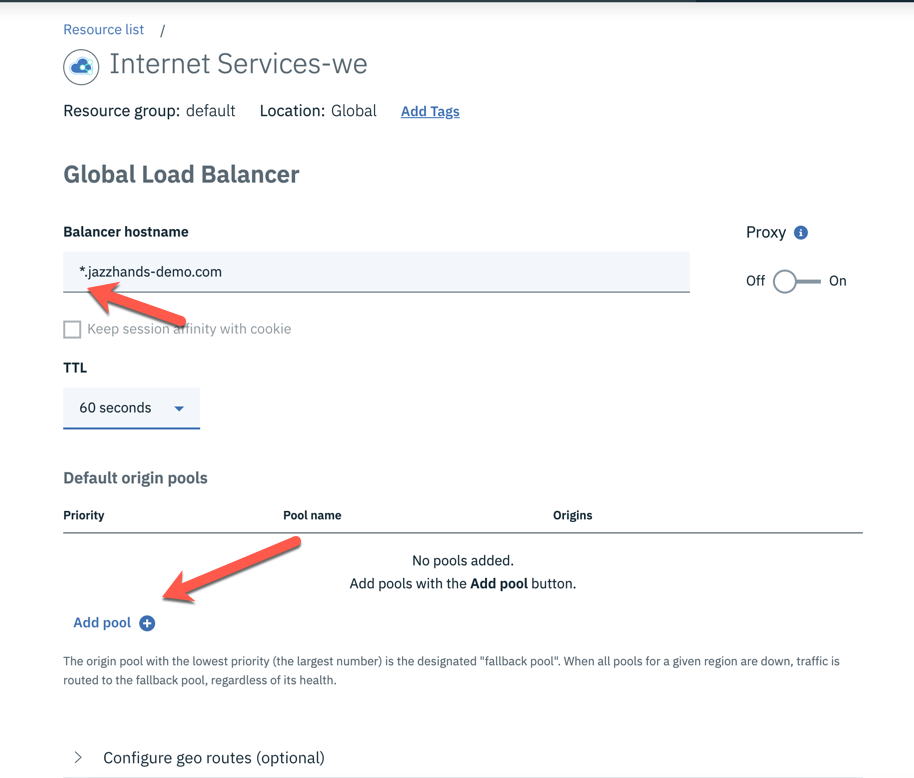 Resource list /
Internet Services-we
Resource group: default Location: Global Add Tags
Global Load Balancer
Balancer hostname
Proxy
*.jazzhands-demo.com
Off On
Keep session affinity with cookie
TTL
60 seconds
Default origin pools
Priority Pool name Origins
No pools added.
Add pools with the Add pool button.
Add pool
The origin pool with the lowest priority (the largest number) is the designated "fallback pool". When all pools for a given region are down, traffic is
routed to the fallback pool, regardless of its health.
Configure geo routes (optional)